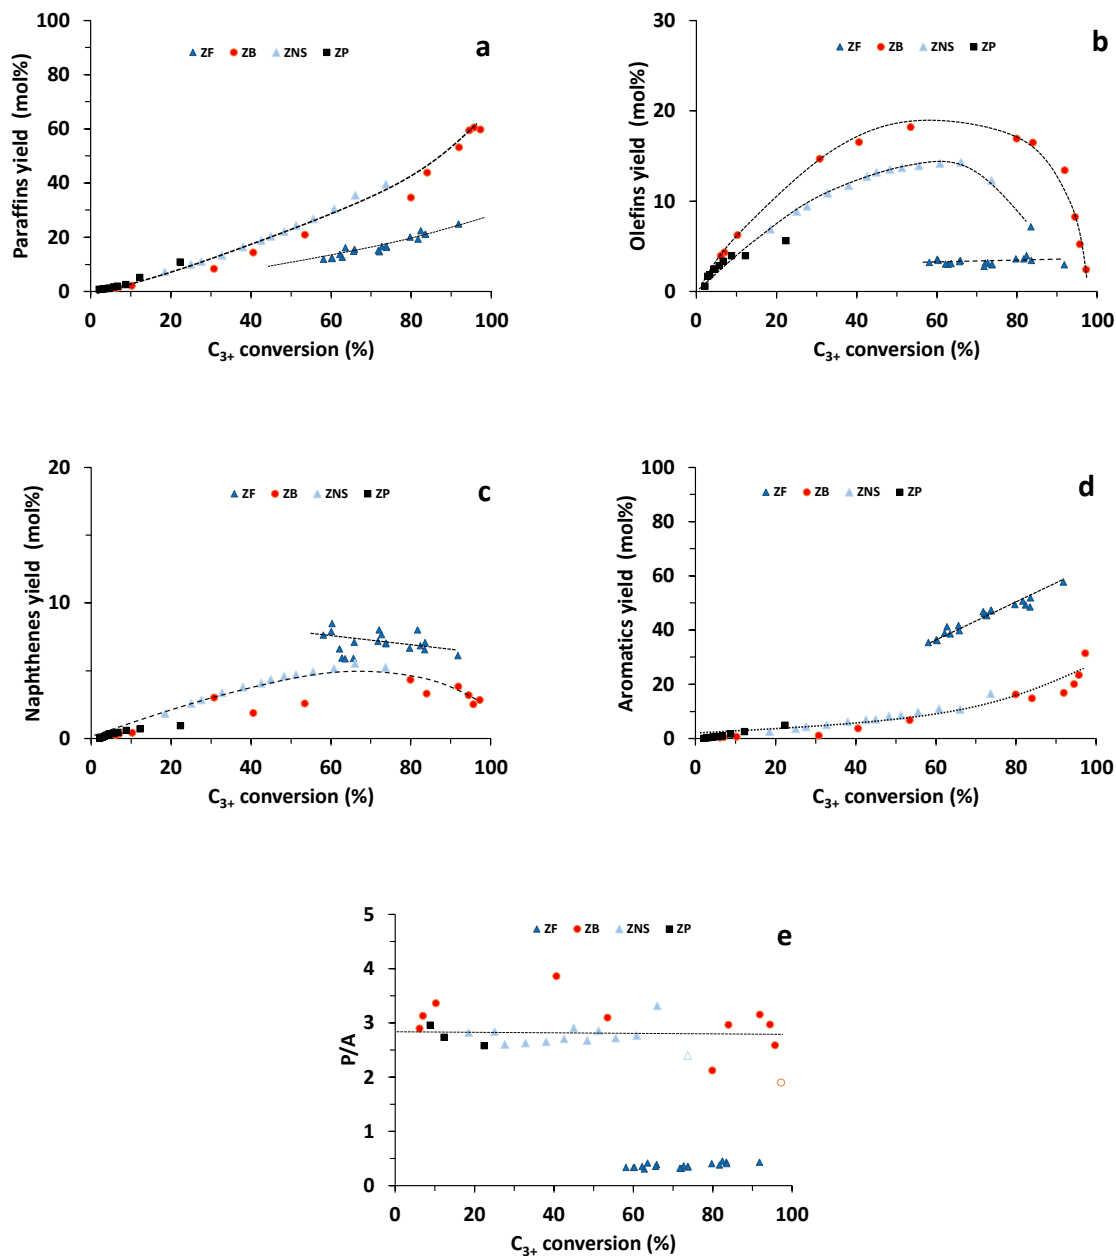 100
80
60
40
20
0
Paraffins yield (mol%)
ZF ZB ZNS ZP
a
0 20 40 60 80 100
C3+ conversion (%)
30
20
10
0
Olefins yield (mol%)
ZF ZB ZNS ZP
b
0 20 40 60 80 100
C3+ conversion (%)
20
10
0
Naphthenes yield (mol%)
ZF ZB ZNS ZP
c
0 20 40 60 80 100
C3+ conversion (%)
100
80
60
40
20
0
Aromatics yield (mol%)
ZF ZB ZNS ZP
d
0 20 40 60 80 100
C3+ conversion (%)
5
4
3
2
1
0
P/A
ZF ZB ZNS ZP
e
0 20 40 60 80 100
C3+ conversion (%)